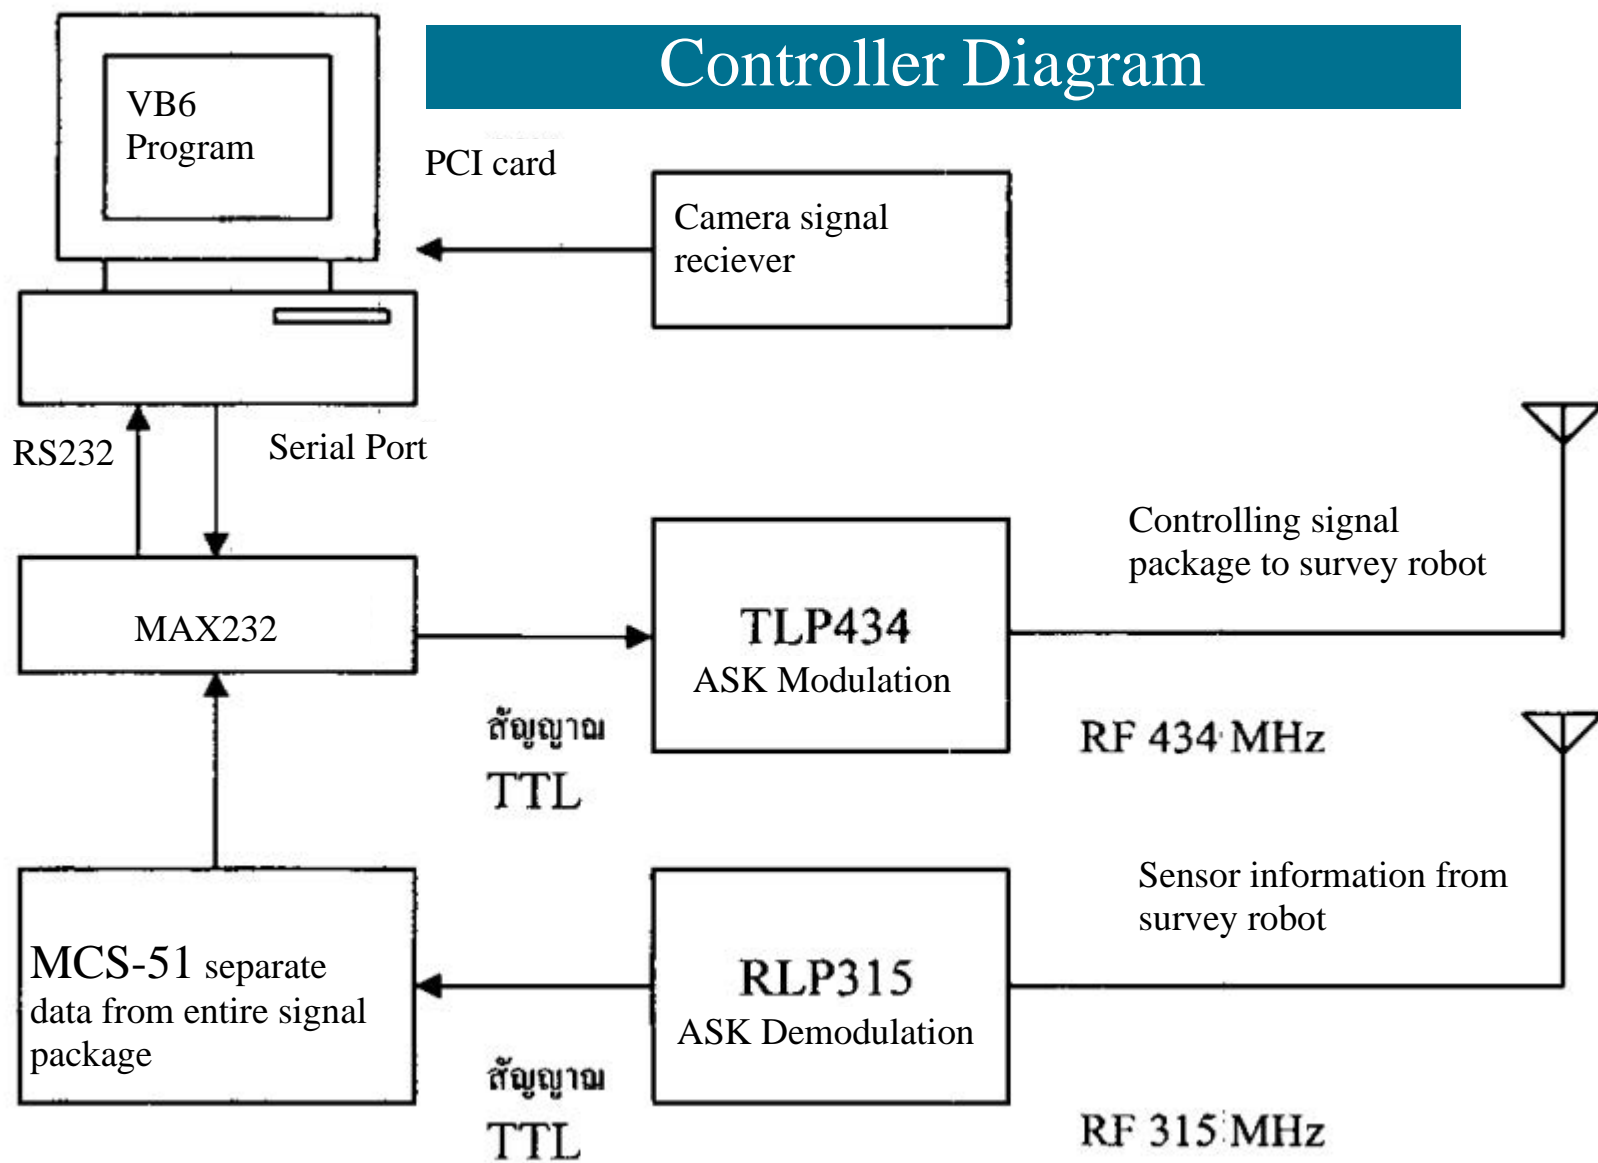 Controller Diagram
VB6
Program
PCI card
Camera signal
reciever
RS232
Serial Port
Controlling signal
package to survey robot
MAX232
TLP434
ASK Modulation
สัญญาณ
TTL
RF 434 MHz
Sensor information from
survey robot
MCS-51 separate
data from entire signal
package
RLP315
ASK Demodulation
สัญญาณ
TTL
RF 315 MHz